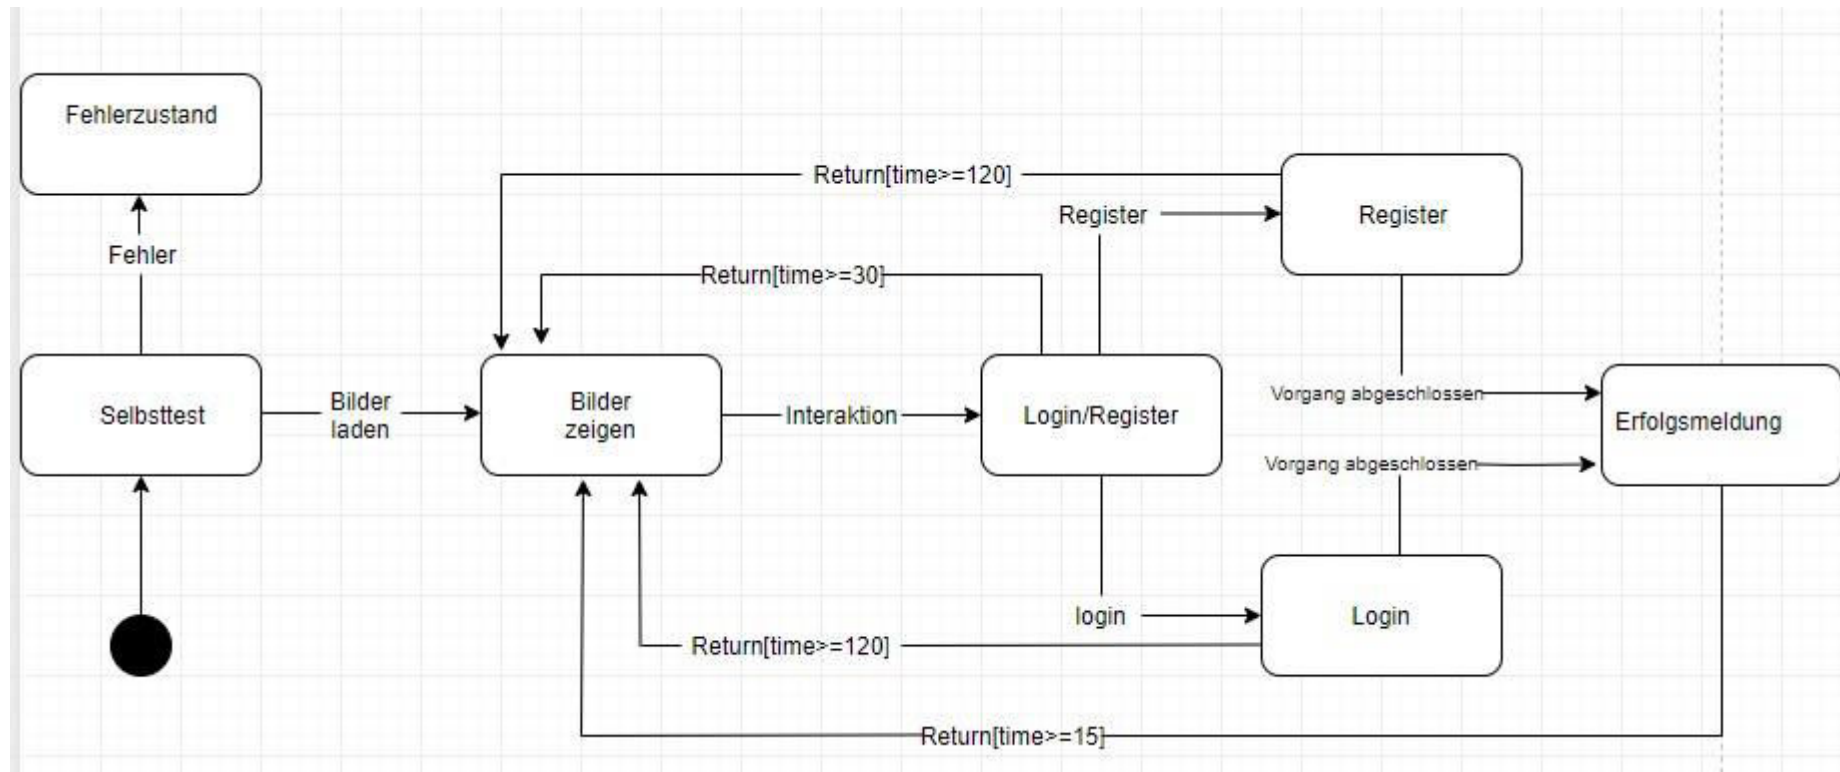 Fehlerzustand
Return[time>=120]
Register
Register
Fehler
Return[time>=30]
Selbsttest
Bilder
laden
Bilder
zeigen
Interaktion
Login/Register
Vorgang abgeschlossen
Erfolgsmeldung
Vorgang abgeschlossen
login
Login
Return[time>=120]
Return[time>=15]